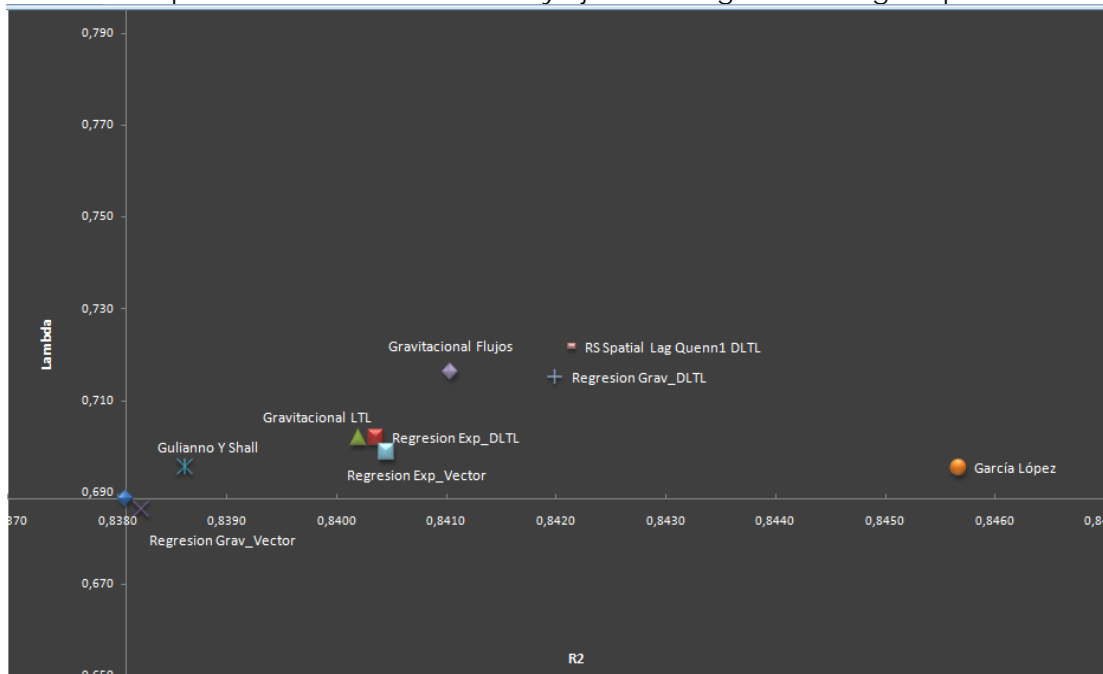 0,790
0,770
0,750
0,730
Lambda
Gravitacional Flujos
RS Spatial Lag Quenn1 DLTL
Regresion Grav_DLTL
0,710
Gravitacional LTL
Regresion Exp_DLTL
Gulianno Y Shall
Regresion Exp_Vector
García López
0,690
0,8380 0,8390 0,8400 0,8410 0,8420 0,8430 0,8440 0,8450 0,8460
Regresion Grav_Vector
0,670
R2